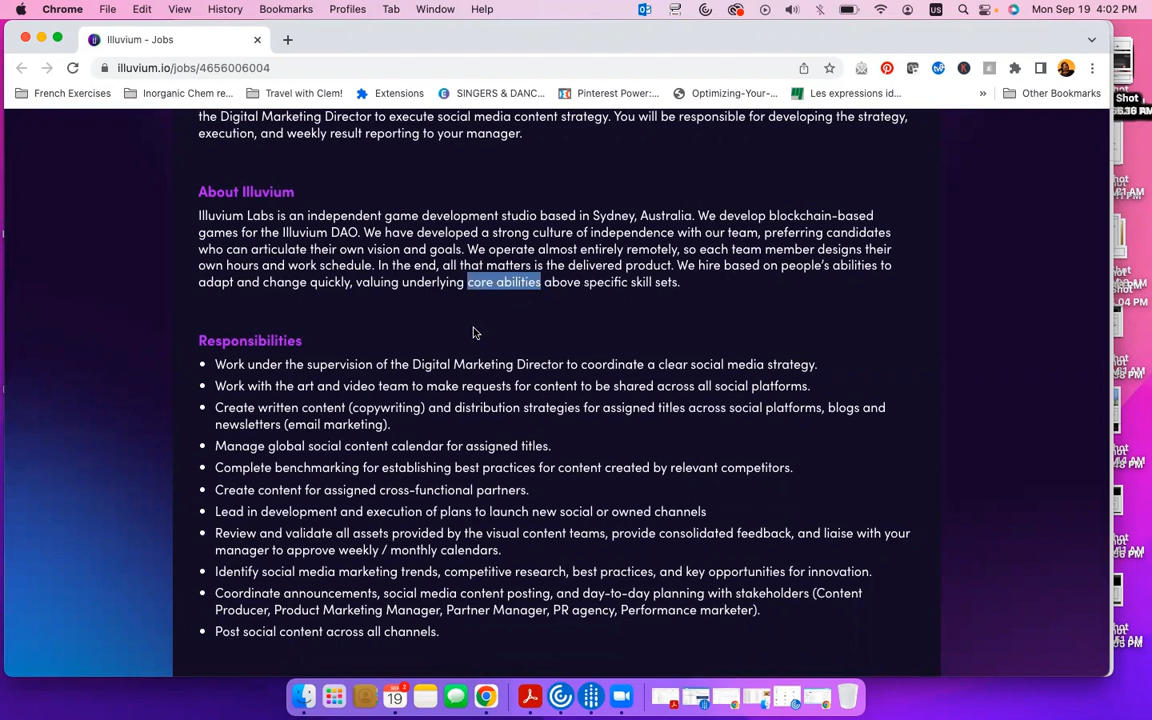 Chrome File Edit View History Bookmarks Profiles Tab Window Help US Mon Sep 19 4:02 PM
Illuvium - Jobs
illuvium.io/jobs/4656006004
French Exercises Inorganic Chem re... Travel with Clem! Extensions SINGERS & DANC... Pinterest Power:... Optimizing-Your-... Les expressions id... » Other Bookmarks
Shot
the Digital Marketing Director to execute social media content strategy. You will be responsible for developing the strategy,
execution, and weekly result reporting to your manager.
About Illuvium
Illuvium Labs is an independent game development studio based in Sydney, Australia. We develop blockchain-based
games for the Illuvium DAO. We have developed a strong culture of independence with our team, preferring candidates
who can articulate their own vision and goals. We operate almost entirely remotely, so each team member designs their
own hours and work schedule. In the end, all that matters is the delivered product. We hire based on people's abilities to
adapt and change quickly, valuing underlying core abilities above specific skill sets.
Responsibilities
• Work under the supervision of the Digital Marketing Director to coordinate a clear social media strategy.
• Work with the art and video team to make requests for content to be shared across all social platforms.
• Create written content (copywriting) and distribution strategies for assigned titles across social platforms, blogs and
newsletters (email marketing).
• Manage global social content calendar for assigned titles.
• Complete benchmarking for establishing best practices for content created by relevant competitors.
• Create content for assigned cross-functional partners.
• Lead in development and execution of plans to launch new social or owned channels
• Review and validate all assets provided by the visual content teams, provide consolidated feedback, and liaise with your
manager to approve weekly / monthly calendars.
• Identify social media marketing trends, competitive research, best practices, and key opportunities for innovation.
• Coordinate announcements, social media content posting, and day-to-day planning with stakeholders (Content
Producer, Product Marketing Manager, Partner Manager, PR agency, Performance marketer).
• Post social content across all channels.
19